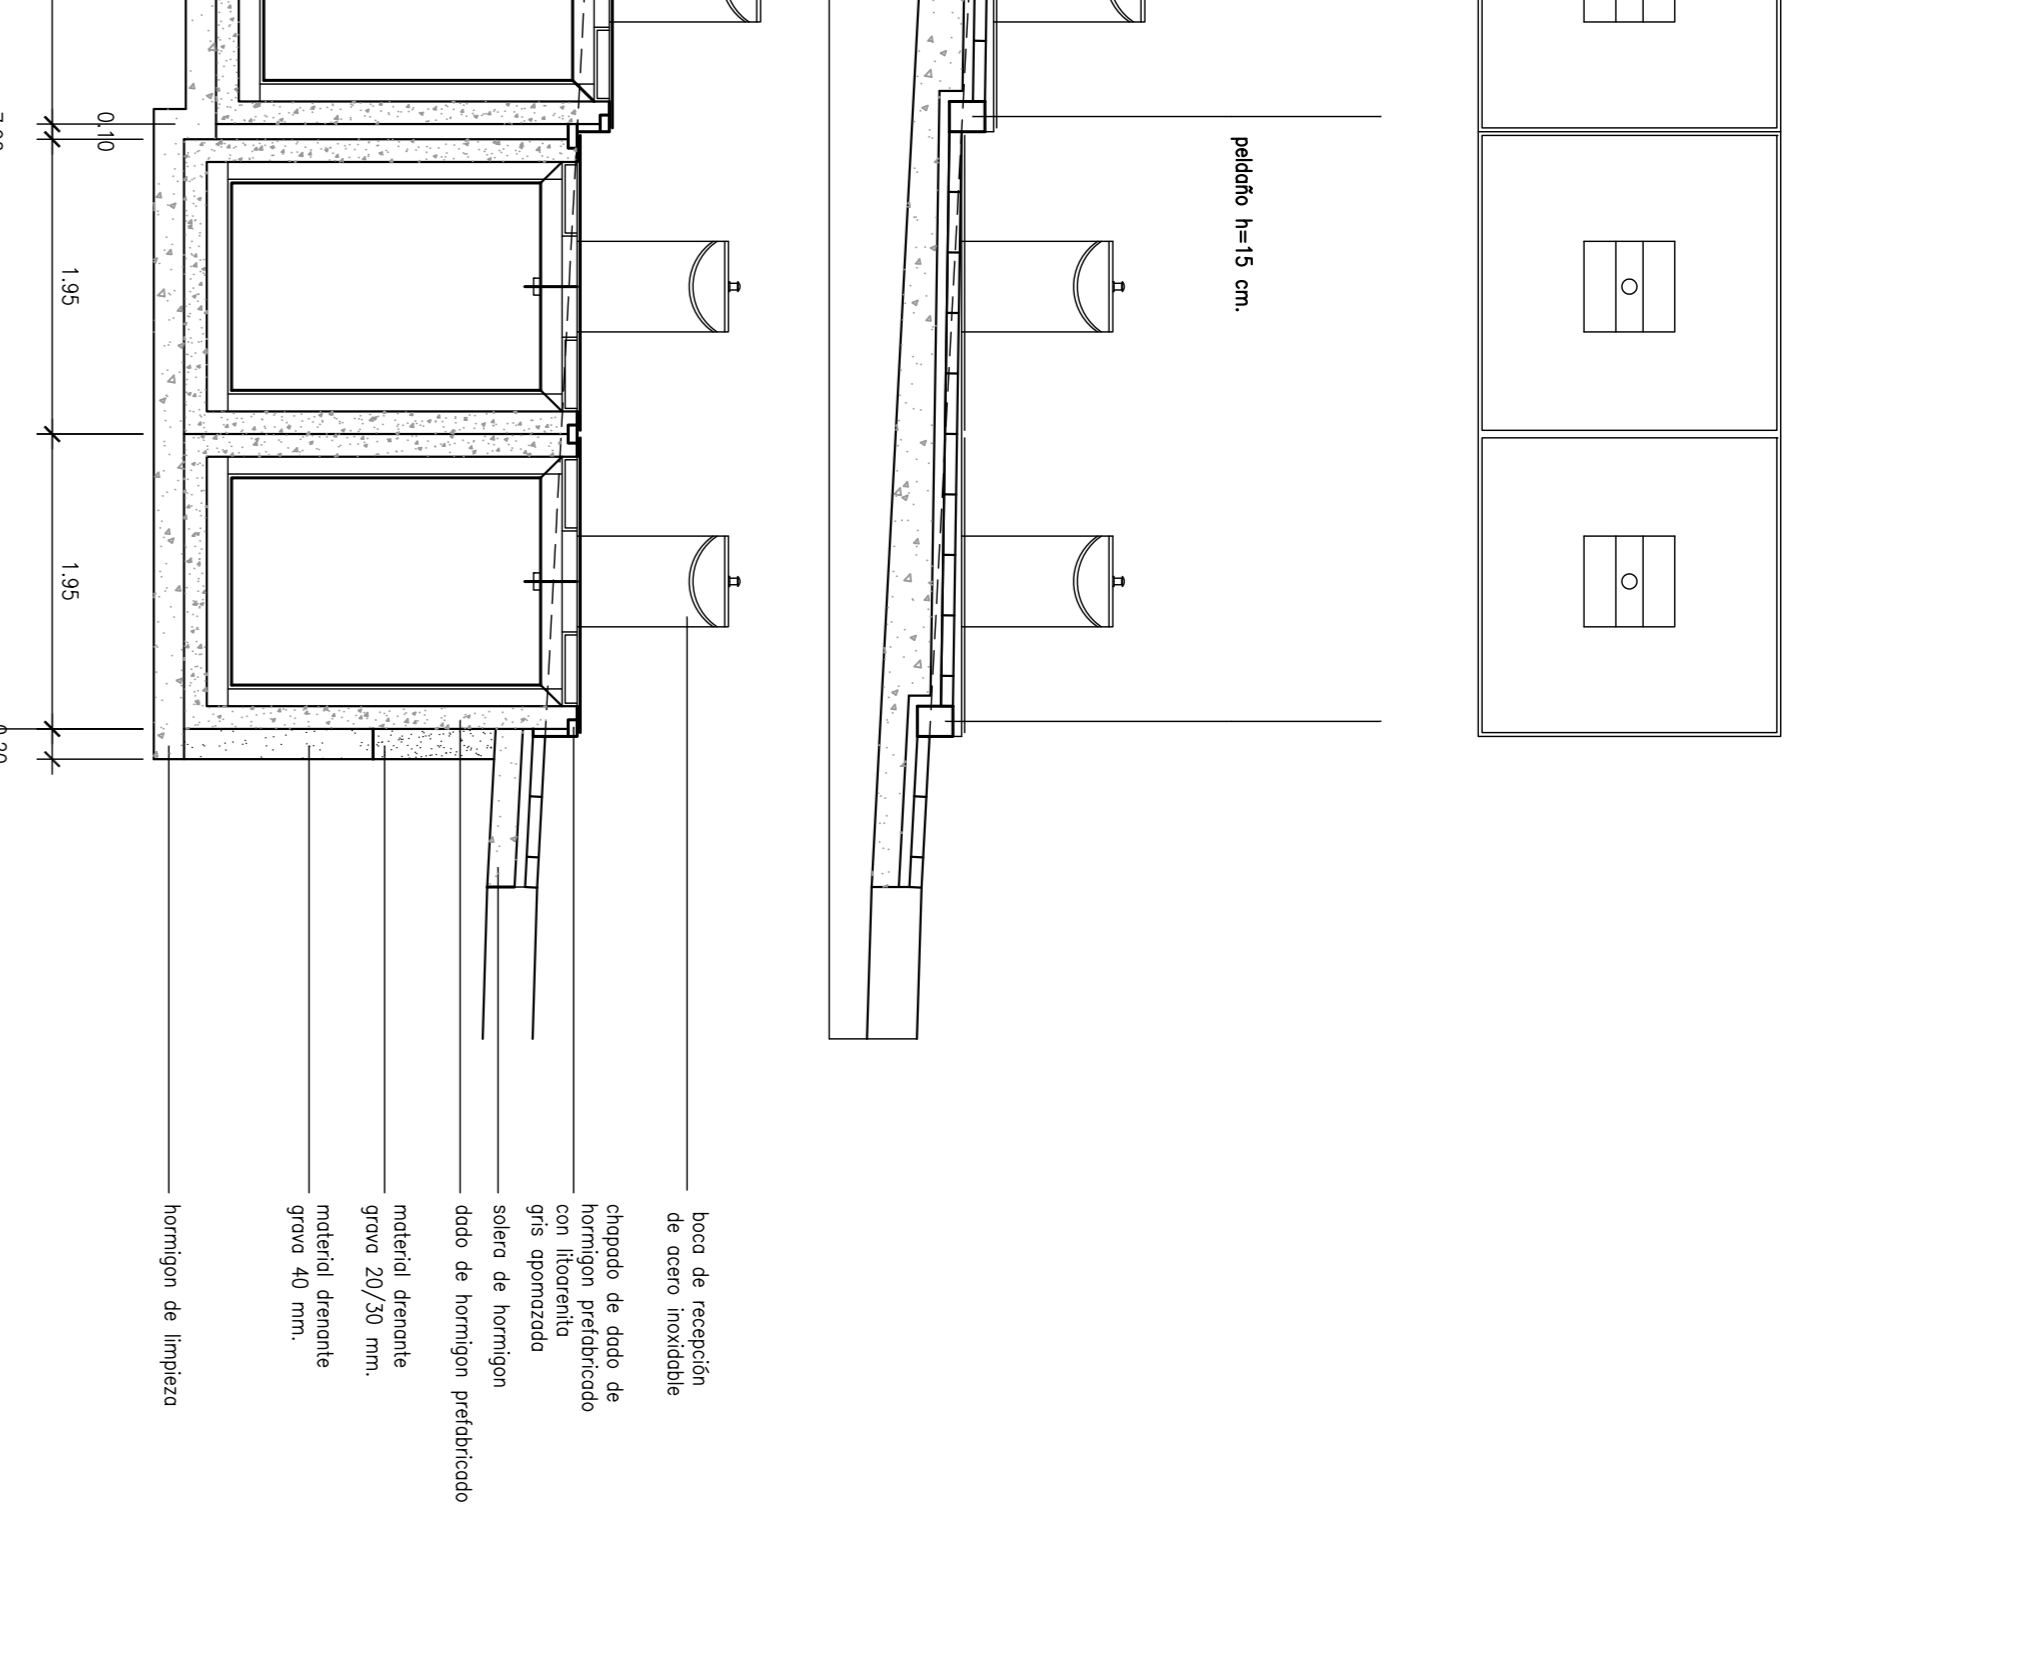 peldaño h=15 cm.
boca de recepción
de acero inoxidable
chapado de dado de
hormigon prefabricado
con litoarenita
gris apomazada
solera de hormigon
dado de hormigon prefabricado
material drenante
grava 20/30 mm.
material drenante
grava 40 mm.
hormigon de limpieza
0.10
1.95
1.95